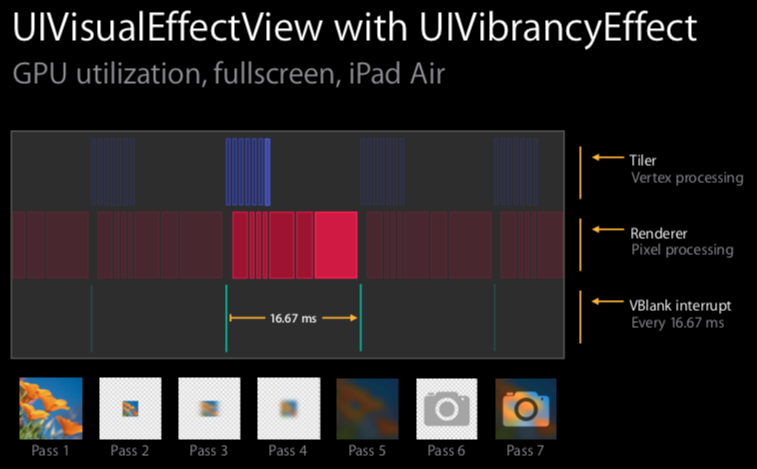 UIVisualEffectView with UIVibrancyEffect
GPU utilization, fullscreen, iPad Air
Tiler
Vertex processing
Renderer
Pixel processing
16.67 ms
VBlank interrupt
Every 16.67 ms
Pass 1 Pass 2 Pass 3 Pass 4 Pass 5 Pass 6 Pass 7